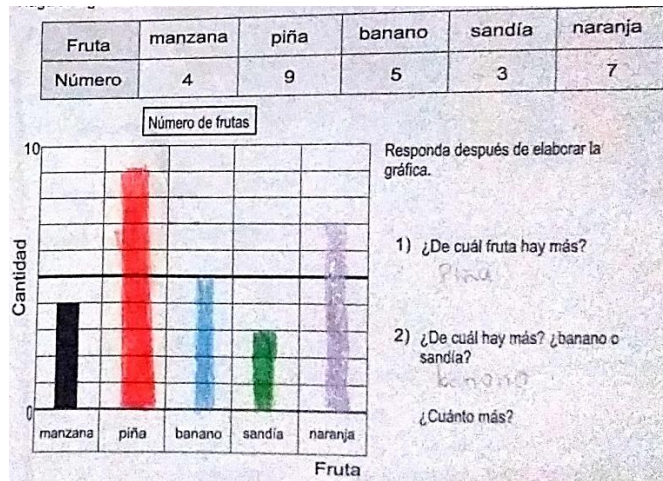 Fruta manzana piña banano sandía naranja
Número 4 9 5 3 7
Número de frutas
10
Cantidad
0
manzana piña banano sandía naranja
Fruta
Responda después de elaborar la
gráfica.
1) ¿De cuál fruta hay más?
Piña
2) ¿De cuál hay más? ¿banano o
sandía?
banono
¿Cuánto más?